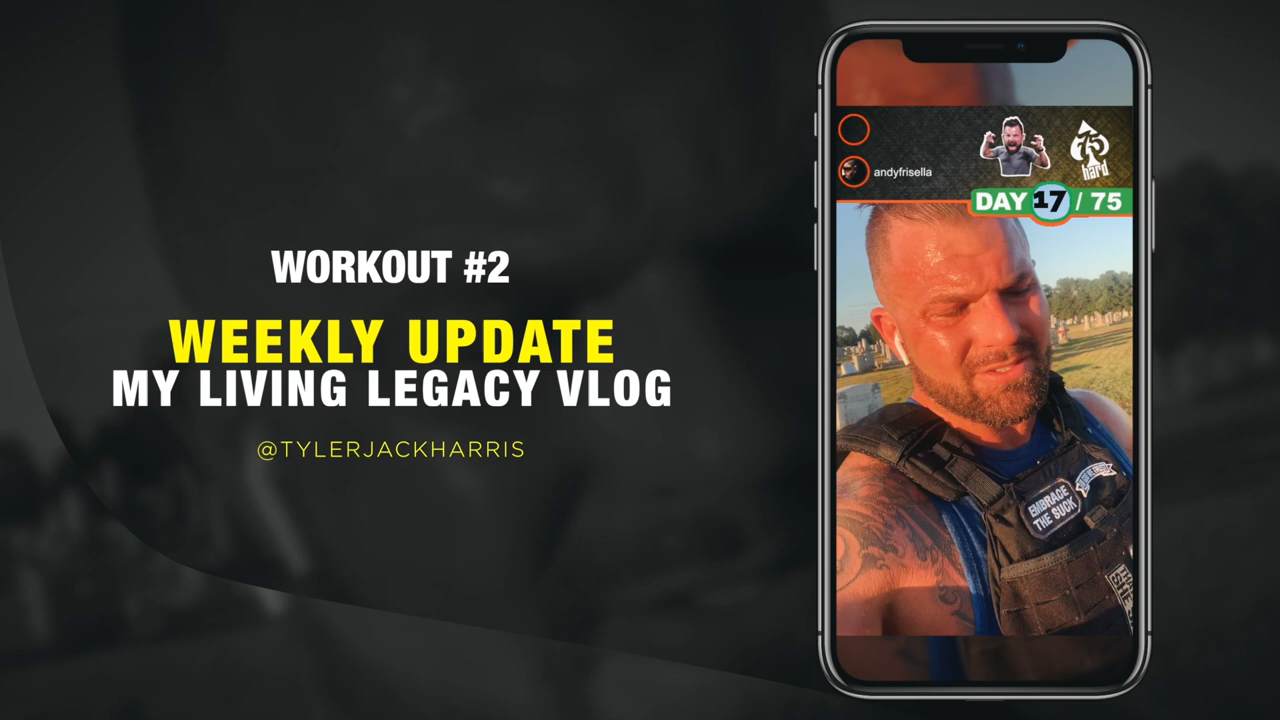 WORKOUT #2
WEEKLY UPDATE
MY LIVING LEGACY VLOG
@TYLERJACKHARRIS
75
hard
andyfrisella
DAY 17 / 75
EMBRACE
THE SUCK